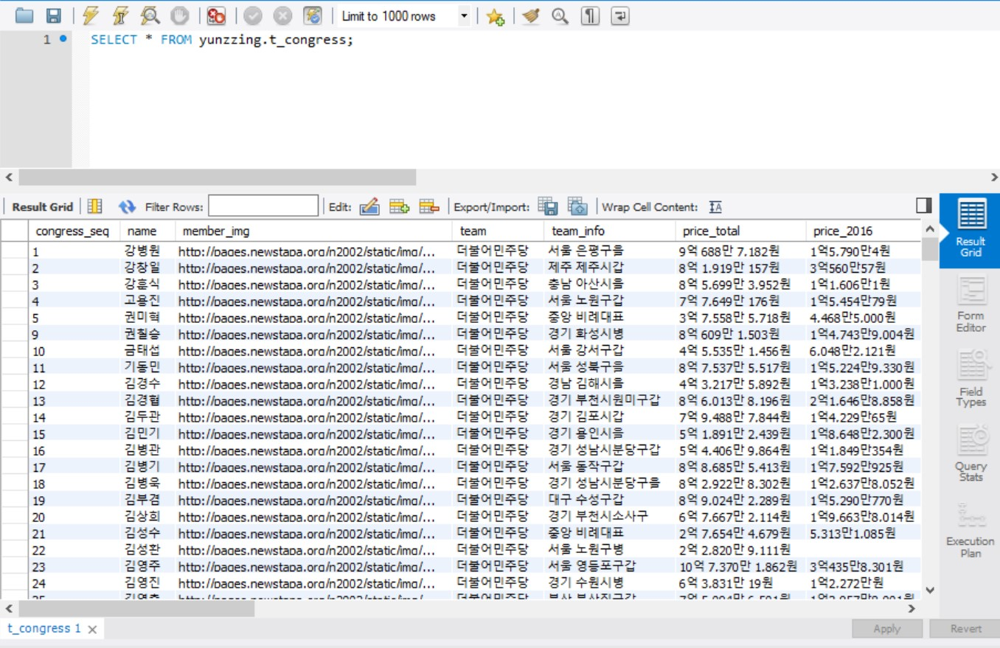 Limit to 1000 rows
1 SELECT * FROM yunzzing.t_congress;
Result Grid Filter Rows: Edit: Export/Import: Wrap Cell Content:
congress_seq name member_img team team_info price_total price_2016
1 강병원 http://pages.newstapa.org/n2002/static/img/... 더불어민주당 서울 은평구을 9억 688만 7.182원 1억5.790만4원
2 강창일 http://pages.newstapa.org/n2002/static/img/... 더불어민주당 제주 제주시갑 8억 1.919만 157원 3억560만57원
3 강훈식 http://pages.newstapa.org/n2002/static/img/... 더불어민주당 충남 아산시을 8억 5.699만 3.952원 1억1.606만1원
4 고용진 http://pages.newstapa.org/n2002/static/img/... 더불어민주당 서울 노원구갑 7억 7.649만 176원 1억5.454만79원
5 권미혁 http://pages.newstapa.org/n2002/static/img/... 더불어민주당 중앙 비례대표 3억 7.558만 5.718원 4.468만5.000원
9 권칠승 http://pages.newstapa.org/n2002/static/img/... 더불어민주당 경기 화성시병 8억 609만 1.503원 1억4.743만9.004원
10 금태섭 http://pages.newstapa.org/n2002/static/img/... 더불어민주당 서울 강서구갑 4억 5.535만 1.456원 6.048만2.121원
11 기동민 http://pages.newstapa.org/n2002/static/img/... 더불어민주당 서울 성북구을 8억 7.537만 5.517원 1억5.224만9.330원
12 김경수 http://pages.newstapa.org/n2002/static/img/... 더불어민주당 경남 김해시을 4억 3.217만 5.892원 1억3.238만1.000원
13 김경협 http://pages.newstapa.org/n2002/static/img/... 더불어민주당 경기 부천시원미구갑 8억 6.013만 8.196원 2억1.646만8.858원
14 김두관 http://pages.newstapa.org/n2002/static/img/... 더불어민주당 경기 김포시갑 7억 9.488만 7.844원 1억4.229만65원
15 김민기 http://pages.newstapa.org/n2002/static/img/... 더불어민주당 경기 용인시을 5억 1.891만 2.439원 1억8.648만2.300원
16 김병관 http://pages.newstapa.org/n2002/static/img/... 더불어민주당 경기 성남시분당구갑 5억 4.406만 9.864원 1억1.849만354원
17 김병기 http://pages.newstapa.org/n2002/static/img/... 더불어민주당 서울 동작구갑 8억 8.685만 5.413원 1억7.592만925원
18 김병욱 http://pages.newstapa.org/n2002/static/img/... 더불어민주당 경기 성남시분당구을 8억 2.922만 8.302원 1억2.637만8.052원
19 김부겸 http://pages.newstapa.org/n2002/static/img/... 더불어민주당 대구 수성구갑 8억 9.024만 2.289원 1억5.290만770원
20 김상희 http://pages.newstapa.org/n2002/static/img/... 더불어민주당 경기 부천시소사구 6억 7.667만 2.114원 1억9.663만8.014원
21 김성수 http://pages.newstapa.org/n2002/static/img/... 더불어민주당 중앙 비례대표 2억 7.654만 4.679원 5.313만1.085원
22 김성환 http://pages.newstapa.org/n2002/static/img/... 더불어민주당 서울 노원구병 2억 2.820만 9.111원
23 김영주 http://pages.newstapa.org/n2002/static/img/... 더불어민주당 서울 영등포구갑 10억 7.370만 1.862원 3억435만8.301원
24 김영진 http://pages.newstapa.org/n2002/static/img/... 더불어민주당 경기 수원시병 6억 3.831만 19원 1억2.272만원
Result
Grid
Form
Editor
Field
Types
Query
Stats
Execution
Plan
t_congress 1
Apply Revert